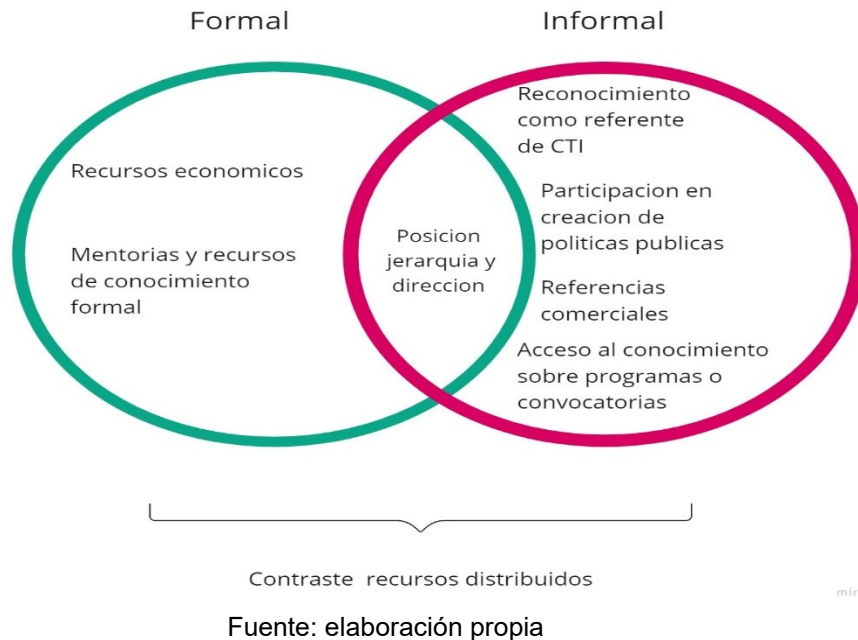 Formal
Informal
Recursos economicos
Mentorias y recursos
de conocimiento
formal
Posicion
jerarquia y
direccion
Reconocimiento
como referente
de CTI
Participacion en
creacion de
politicas publicas
Referencias
comerciales
Acceso al conocimiento
sobre programas o
convocatorias
Contraste recursos distribuidos
Fuente: elaboración propia